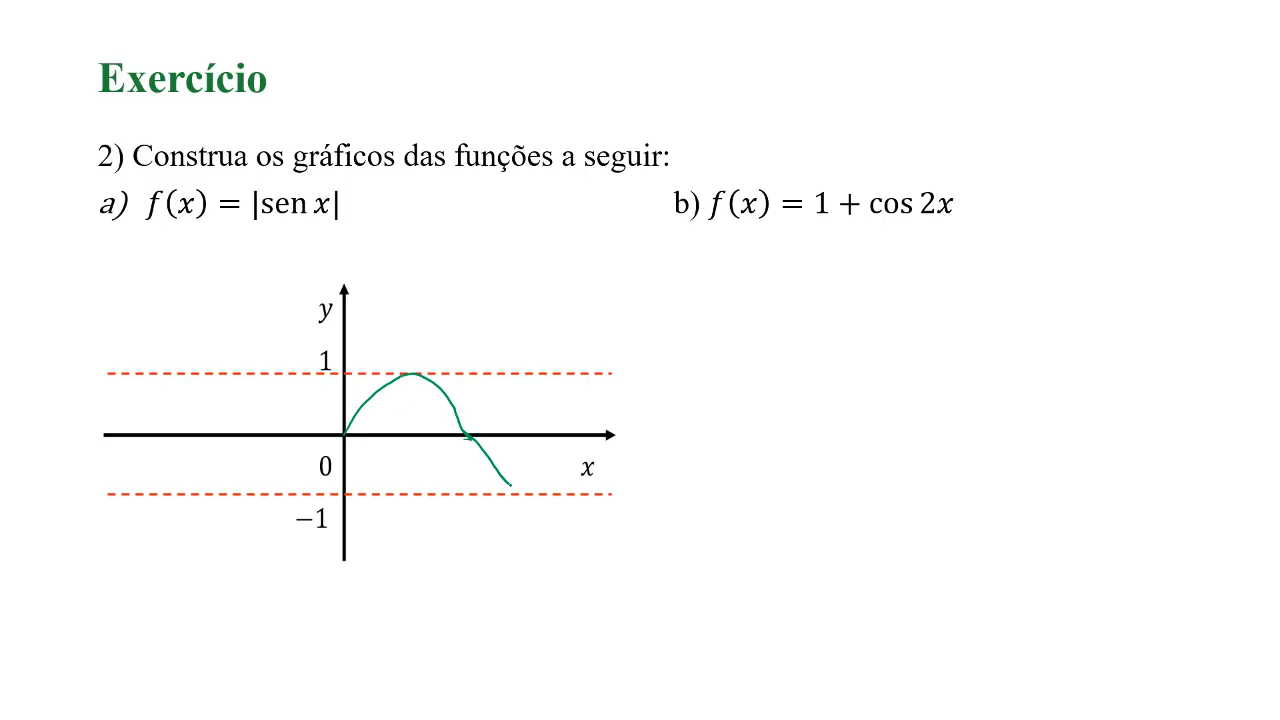 Exercício
2) Construa os gráficos das funções a seguir:
a) f(x) = |sen x|
b) f(x) = 1 + cos 2x
y
1
0
x
−1